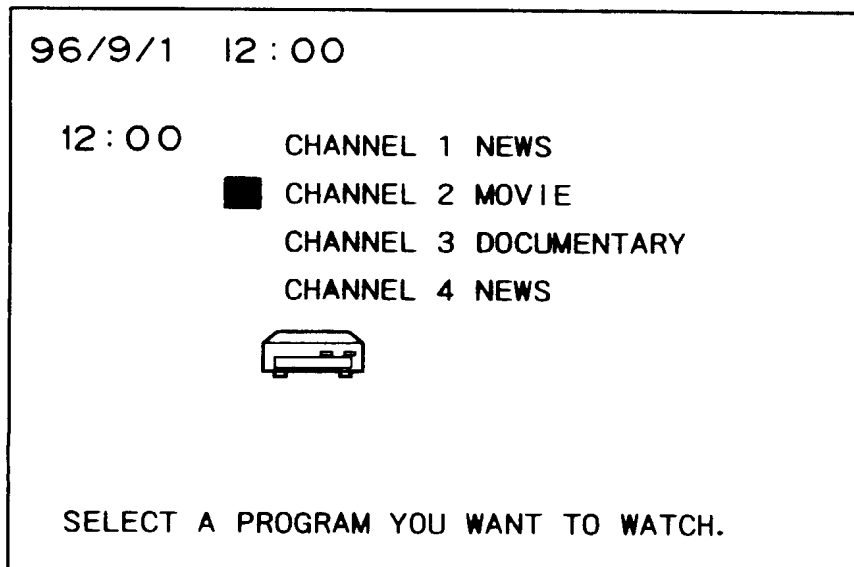 96/9/1 12:00
12:00 CHANNEL 1 NEWS
CHANNEL 2 MOVIE
CHANNEL 3 DOCUMENTARY
CHANNEL 4 NEWS
SELECT A PROGRAM YOU WANT TO WATCH.